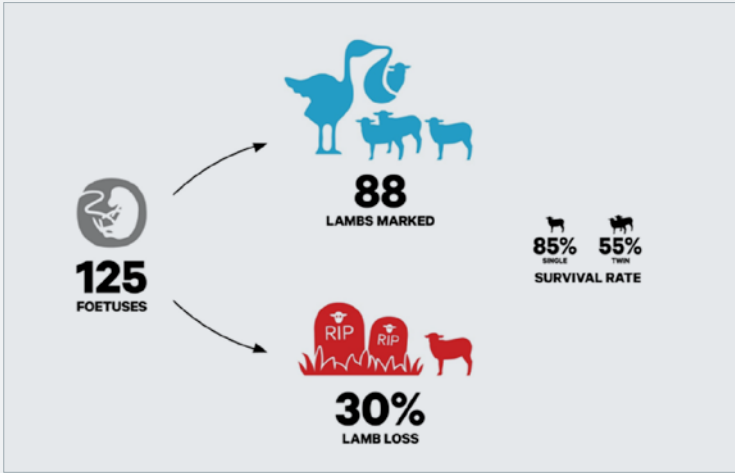 88
LAMBS MARKED
125
FOETUSES
85% 55%
SINGLE TWIN
SURVIVAL RATE
RIP RIP
30%
LAMB LOSS